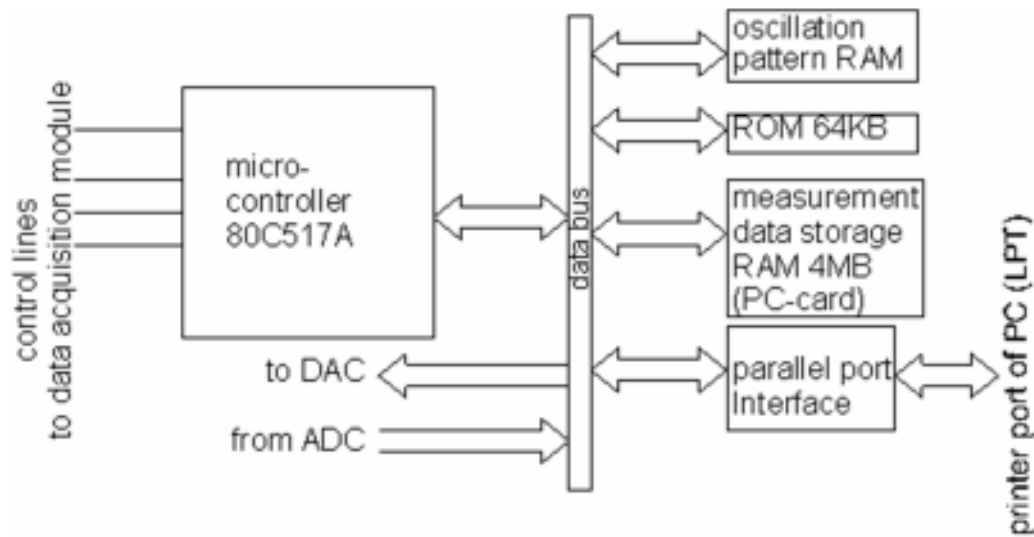 control lines
to data acquisition module
micro-
controller
80C517A
to DAC
from ADC
data bus
oscillation
pattern RAM
ROM 64KB
measurement
data storage
RAM 4MB
(PC-card)
parallel port
Interface
printer port of PC (LPT)